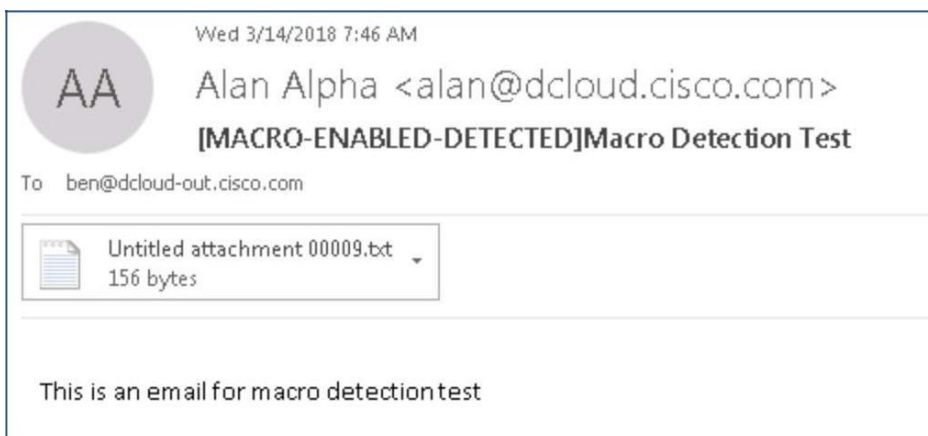 Wed 3/14/2018 7:46 AM
AA
Alan Alpha <alan@dcloud.cisco.com>
[MACRO-ENABLED-DETECTED]Macro Detection Test
To ben@dcloud-out.cisco.com
Untitled attachment 00009.txt
156 bytes
This is an email for macro detection test